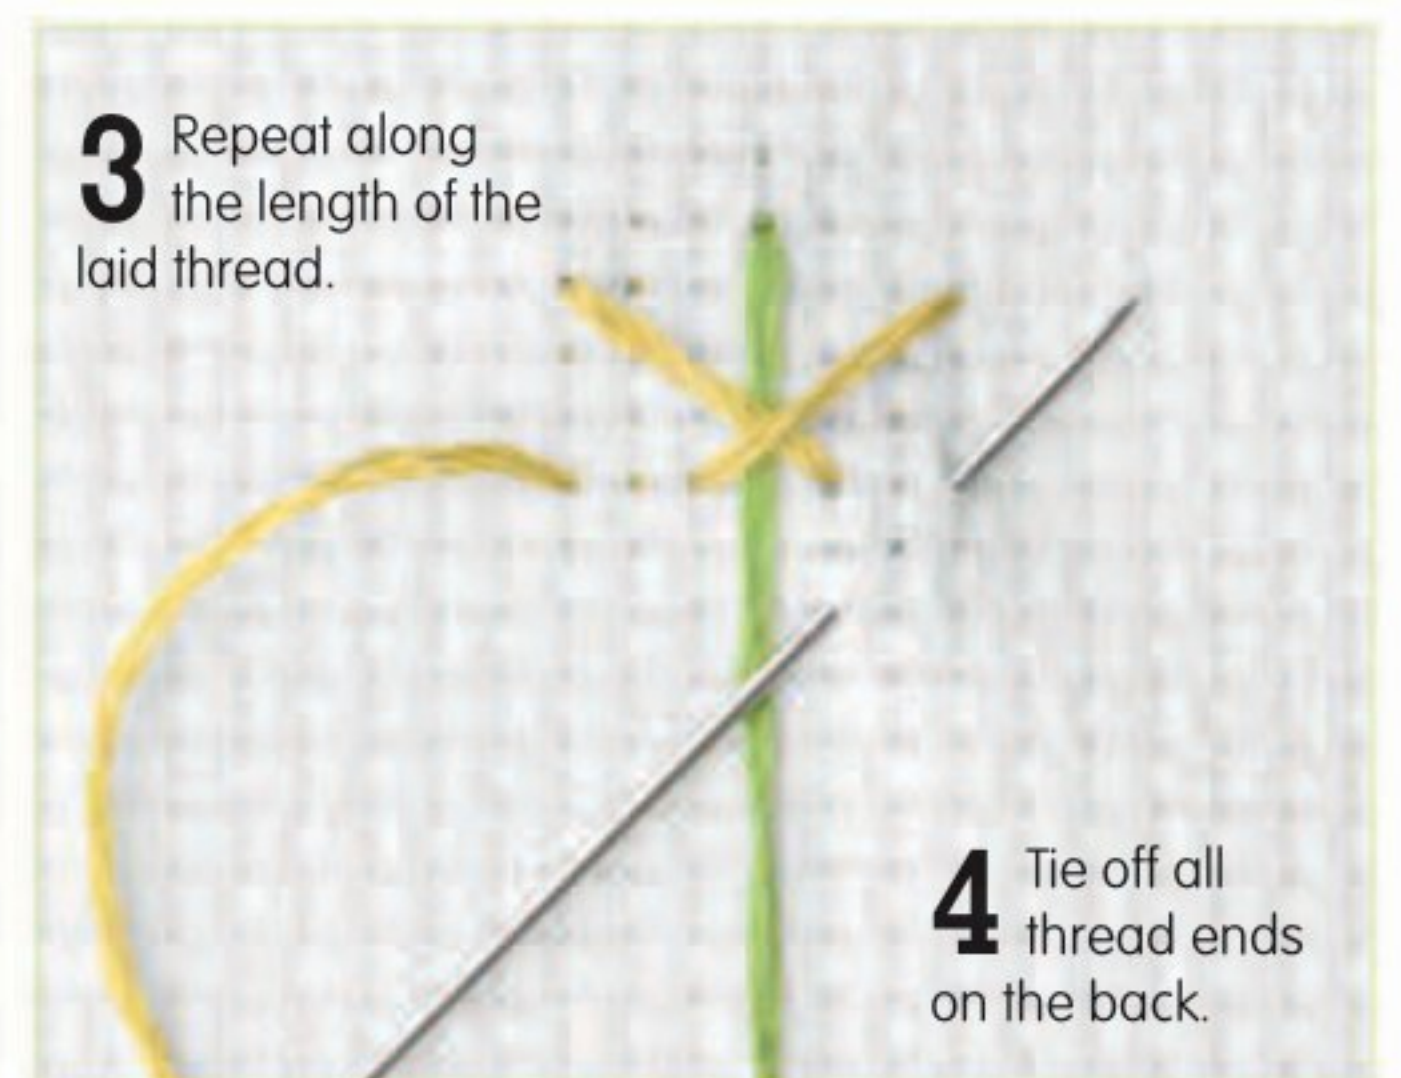 3 Repeat along
the length of the
laid thread.
4 Tie off all
thread ends
on the back.